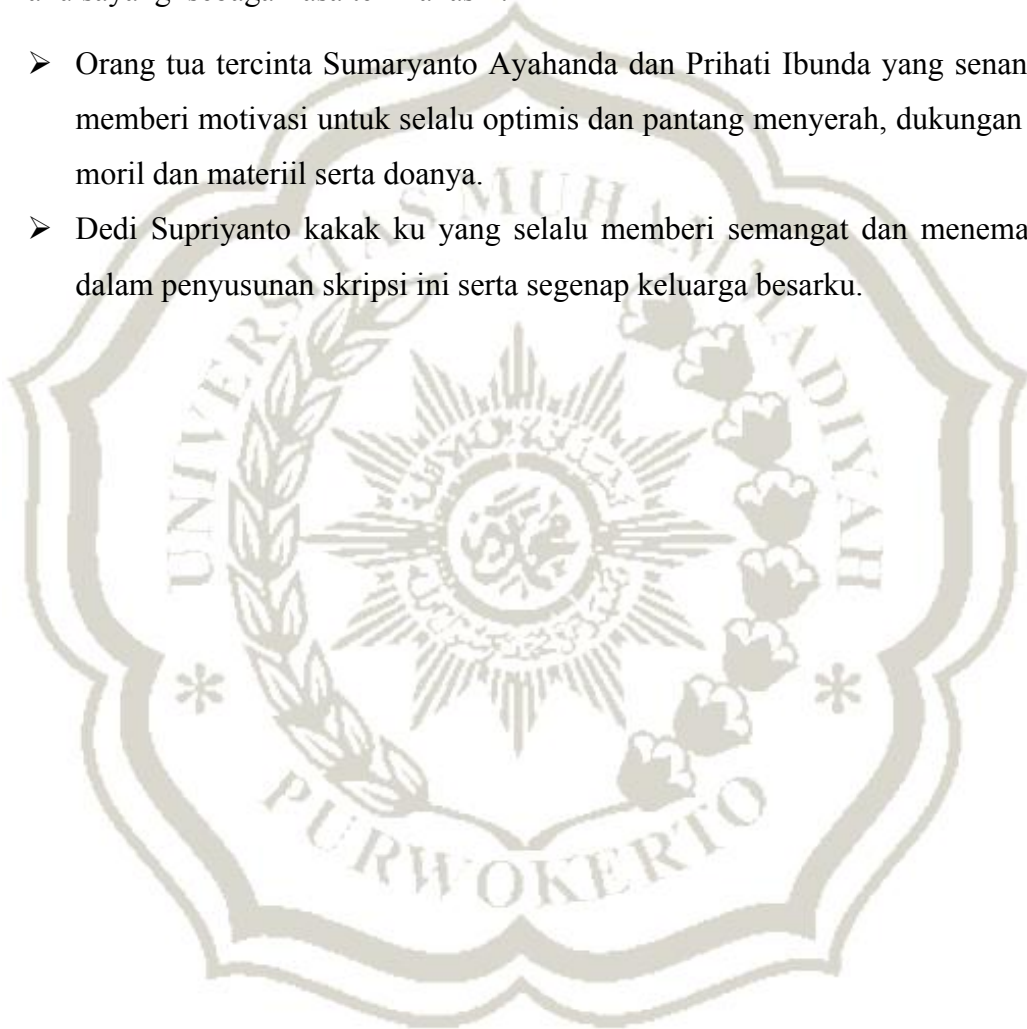 ➢ Orang tua tercinta Sumaryanto Ayahanda dan Prihati Ibunda yang senan
memberi motivasi untuk selalu optimis dan pantang menyerah, dukungan
moril dan materiil serta doanya.
➢ Dedi Supriyanto kakak ku yang selalu memberi semangat dan menema
dalam penyusunan skripsi ini serta segenap keluarga besarku.
UNIVERSITAS MUHAMMADIYAH
PURWOKERTO